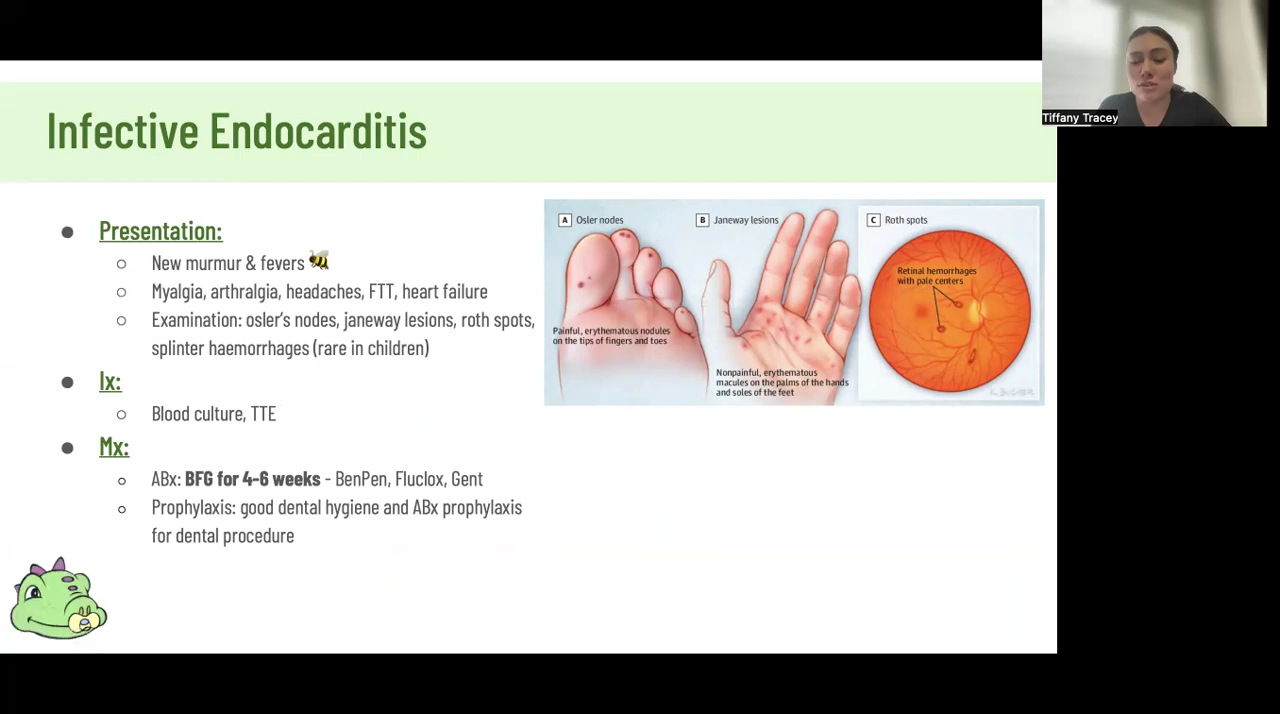 Tiffany Tracey
Infective Endocarditis
Presentation:
New murmur & fevers
Myalgia, arthralgia, headaches, FTT, heart failure
Examination: osler's nodes, janeway lesions, roth spots,
splinter haemorrhages (rare in children)
Ix:
Blood culture, TTE
Mx:
ABx: BFG for 4-6 weeks - BenPen, Fluclox, Gent
Prophylaxis: good dental hygiene and ABx prophylaxis
for dental procedure
A Osler nodes
Painful, erythematous nodules
on the tips of fingers and toes
B Janeway lesions
Nonpainful, erythematous
macules on the palms of the hands
and soles of the feet
C Roth spots
Retinal hemorrhages
with pale centers